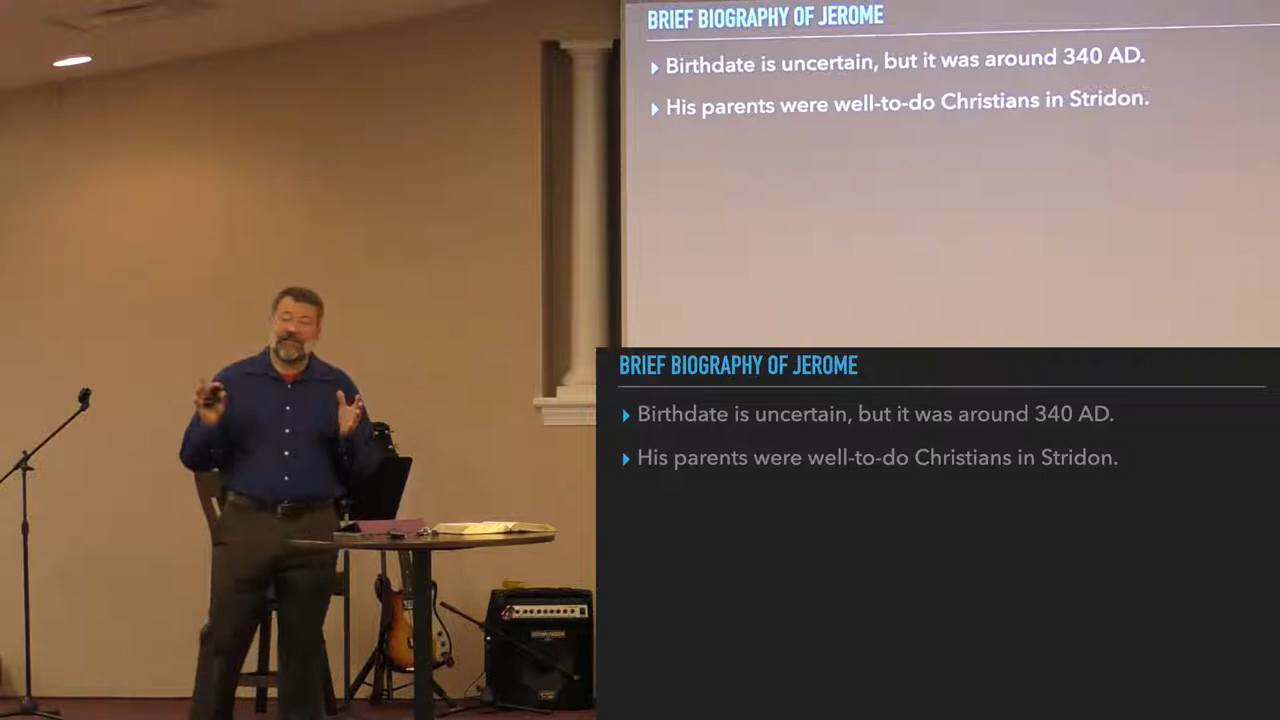 BRIEF BIOGRAPHY OF JEROME
Birthdate is uncertain, but it was around 340 AD.
His parents were well-to-do Christians in Stridon.
BRIEF BIOGRAPHY OF JEROME
Birthdate is uncertain, but it was around 340 AD.
His parents were well-to-do Christians in Stridon.